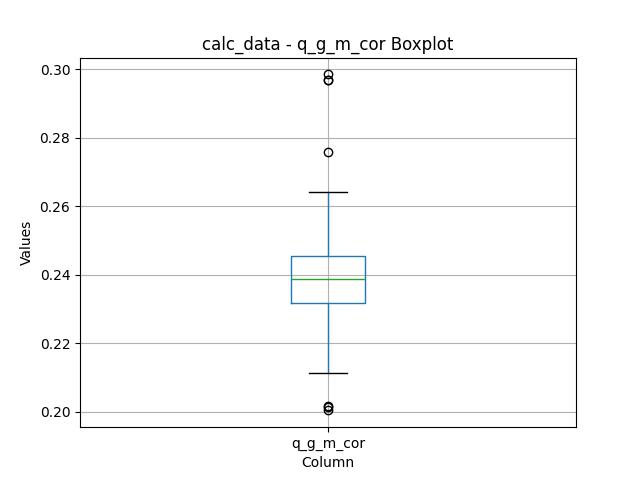 calc_data - q_g_m_cor Boxplot
0.30
0.28
0.26
0.24
0.22
0.20
Values
q_g_m_cor
Column